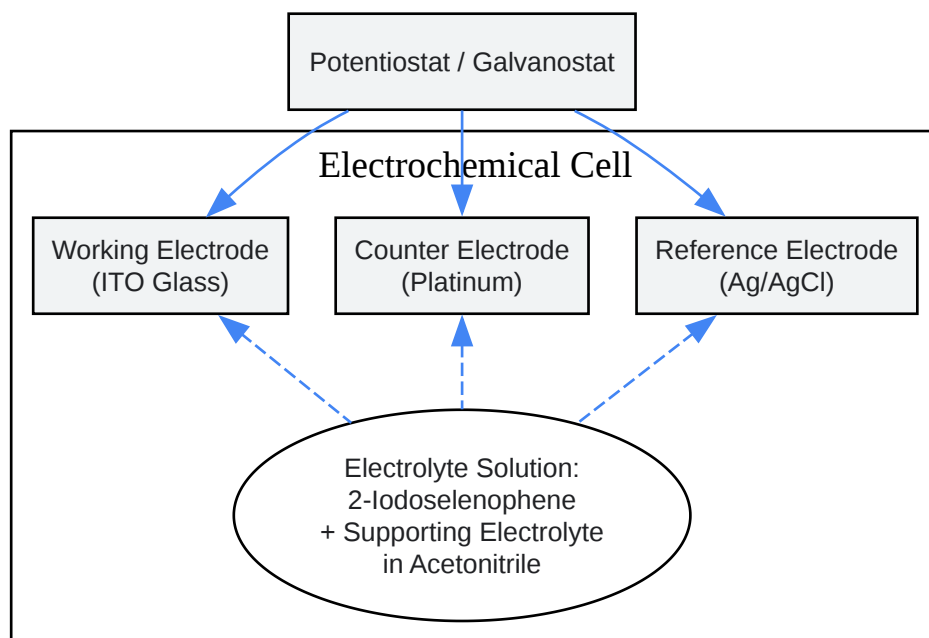 Potentiostat / Galvanostat
Electrochemical Cell
Working Electrode
(ITO Glass)
Counter Electrode
(Platinum)
Reference Electrode
(Ag/AgCl)
Electrolyte Solution:
2-Iodoselenophene
+ Supporting Electrolyte
in Acetonitrile